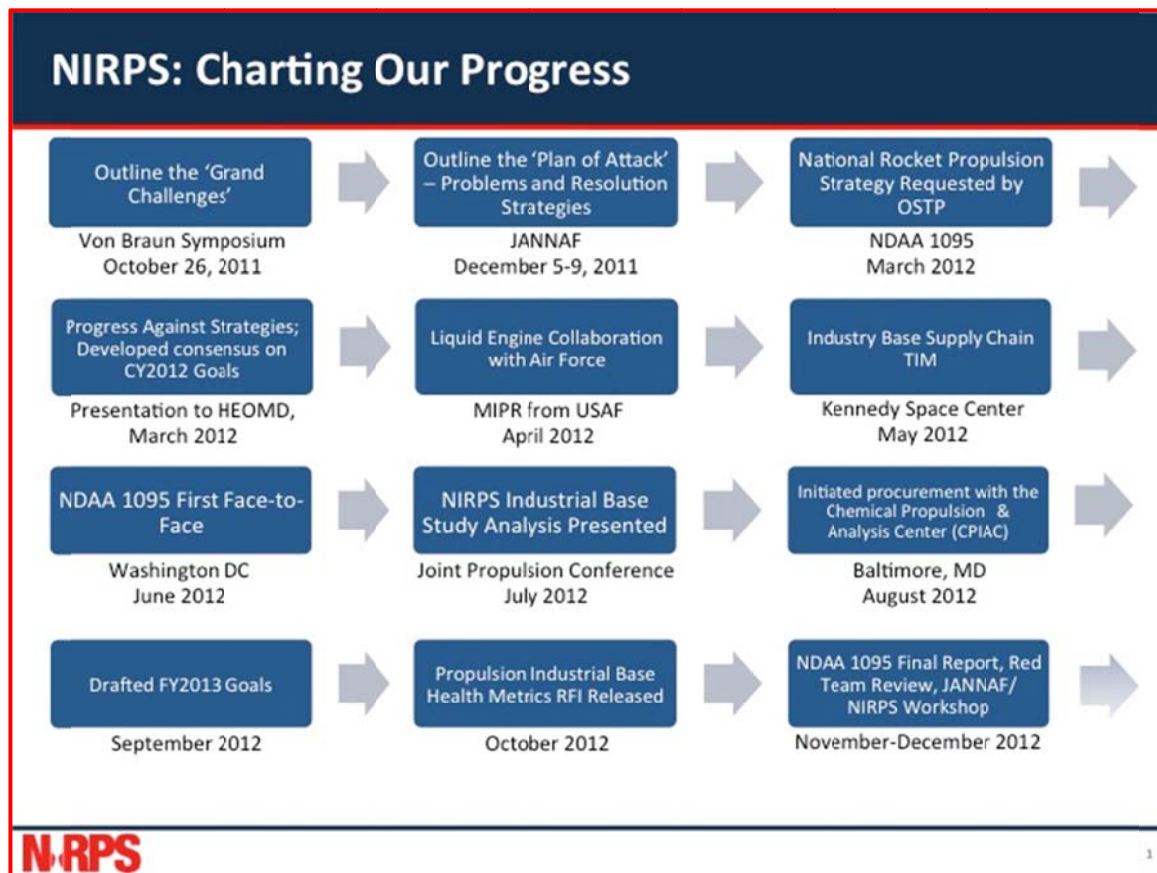 NIRPS: Charting Our Progress
Outline the ‘Grand
Challenges’
Von Braun Symposium
October 26, 2011
Outline the ‘Plan of Attack’
– Problems and Resolution
Strategies
JANNAF
December 5-9, 2011
National Rocket Propulsion
Strategy Requested by
OSTP
NDAA 1095
March 2012
Progress Against Strategies;
Developed consensus on
CY2012 Goals
Presentation to HEOMD,
March 2012
Liquid Engine Collaboration
with Air Force
MIPR from USAF
April 2012
Industry Base Supply Chain
TIM
Kennedy Space Center
May 2012
NDAA 1095 First Face-to-
Face
Washington DC
June 2012
NIRPS Industrial Base
Study Analysis Presented
Joint Propulsion Conference
July 2012
Initiated procurement with the
Chemical Propulsion &
Analysis Center (CPIAC)
Baltimore, MD
August 2012
Drafted FY2013 Goals
September 2012
Propulsion Industrial Base
Health Metrics RFI Released
October 2012
NDAA 1095 Final Report, Red
Team Review, JANNAF/
NIRPS Workshop
November-December 2012
NIRPS
1